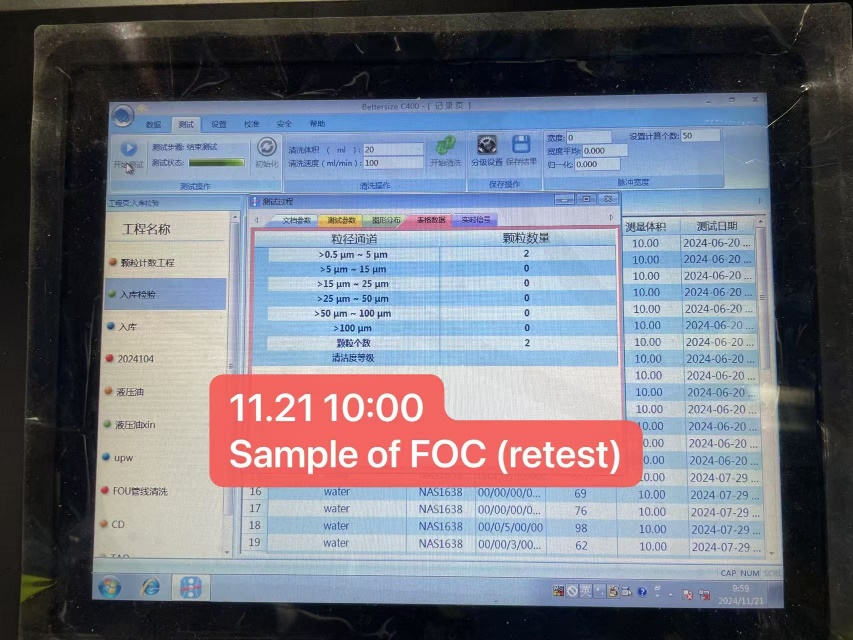 Bettersize C400 - [ 记录页 ]
数据 测试 设置 校准 安全 帮助
开始测试
测试步骤: 结束测试
测试状态:
初始化
清洗体积 ( ml ): 20
清洗速度(ml/min): 100
开始清洗
分级设置 保存结果
宽度: 0
宽度平均: 0.000
归一化: 0.000
设置计算个数: 50
测试操作 清洗操作 保存操作 脉冲宽度
工程页:入库检验
工程名称
颗粒计数工程
入库检验
入库
2024104
液压油
液压油xin
upw
FOU管线清洗
CD
测试过程
文档参数 测试参数 图形分布 表格数据 实时信号
粒径通道 颗粒数量
>0.5 μm ~ 5 μm 2
>5 μm ~ 15 μm 0
>15 μm ~ 25 μm 0
>25 μm ~ 50 μm 0
>50 μm ~ 100 μm 0
>100 μm 0
颗粒个数 2
清洁度等级
测量体积 测试日期
10.00 2024-06-20 ...
10.00 2024-06-20 ...
10.00 2024-06-20 ...
10.00 2024-06-20 ...
10.00 2024-06-20 ...
10.00 2024-06-20 ...
10.00 2024-06-20 ...
10.00 2024-06-20 ...
10.00 2024-06-20 ...
10.00 2024-06-20 ...
10.00 2024-06-20 ...
10.00 2024-06-20 ...
00 2024-06-20 ...
00 2024-06-20 ...
00 2024-07-29 ...
11.21 10:00
Sample of FOC (retest)
16 water NAS1638 00/00/00/0... 69 10.00 2024-07-29 ...
17 water NAS1638 00/00/00/0... 76 10.00 2024-07-29 ...
18 water NAS1638 00/0/5/00/00 98 10.00 2024-07-29 ...
19 water NAS1638 00/00/3/00... 62 10.00 2024-07-29 ...
CAP NUM
9:59
2024/11/21